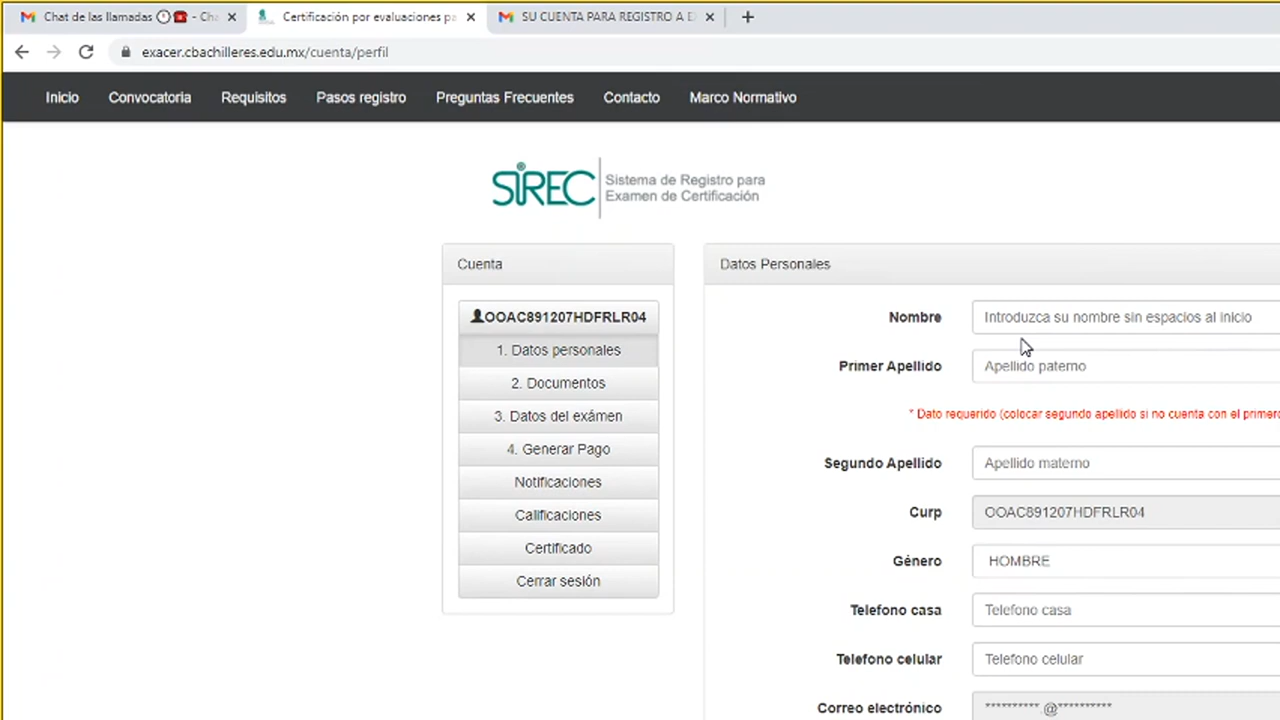 Chat de las llamadas - Cha
Certificación por evaluaciones pa
SU CUENTA PARA REGISTRO A E
exacer.cbachilleres.edu.mx/cuenta/perfil
Inicio Convocatoria Requisitos Pasos registro Preguntas Frecuentes Contacto Marco Normativo
SiREC
Sistema de Registro para
Examen de Certificación
Cuenta
OOAC891207HDFRLR04
1. Datos personales
2. Documentos
3. Datos del exámen
4. Generar Pago
Notificaciones
Calificaciones
Certificado
Cerrar sesión
Datos Personales
Nombre Introduzca su nombre sin espacios al inicio
Primer Apellido Apellido paterno
* Dato requerido (colocar segundo apellido si no cuenta con el primero
Segundo Apellido Apellido materno
Curp OOAC891207HDFRLR04
Género HOMBRE
Telefono casa Telefono casa
Telefono celular Telefono celular
Correo electrónico **********.@**********